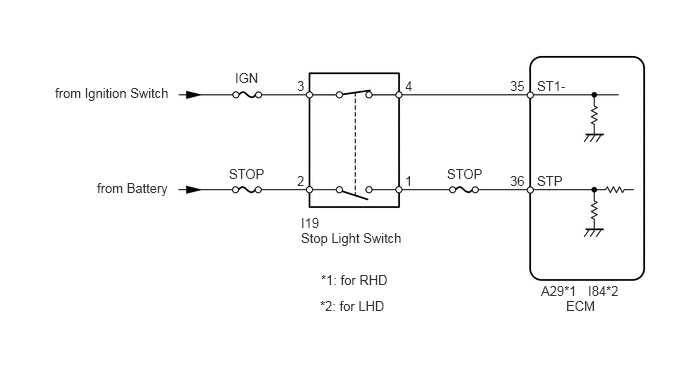 IGN
from Ignition Switch
3
4
35
ST1-
STOP
STOP
from Battery
2
1
36
STP
I19
Stop Light Switch
*1: for RHD
*2: for LHD
A29*1 I84*2
ECM